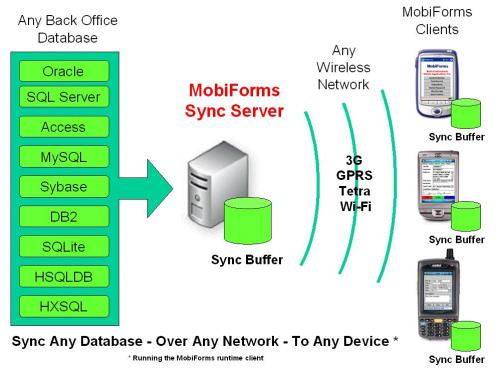 Any Back Office
Database
Oracle
SQL Server
Access
MySQL
Sybase
DB2
SQLite
HSQLDB
HXSQL
MobiForms
Sync Server
Sync Buffer
Any
Wireless
Network
3G
GPRS
Tetra
Wi-Fi
MobiForms
Clients
MobiForms
Sync Buffer
Sync Buffer
Sync Buffer
Sync Any Database - Over Any Network - To Any Device *
* Running the MobiForms runtime client